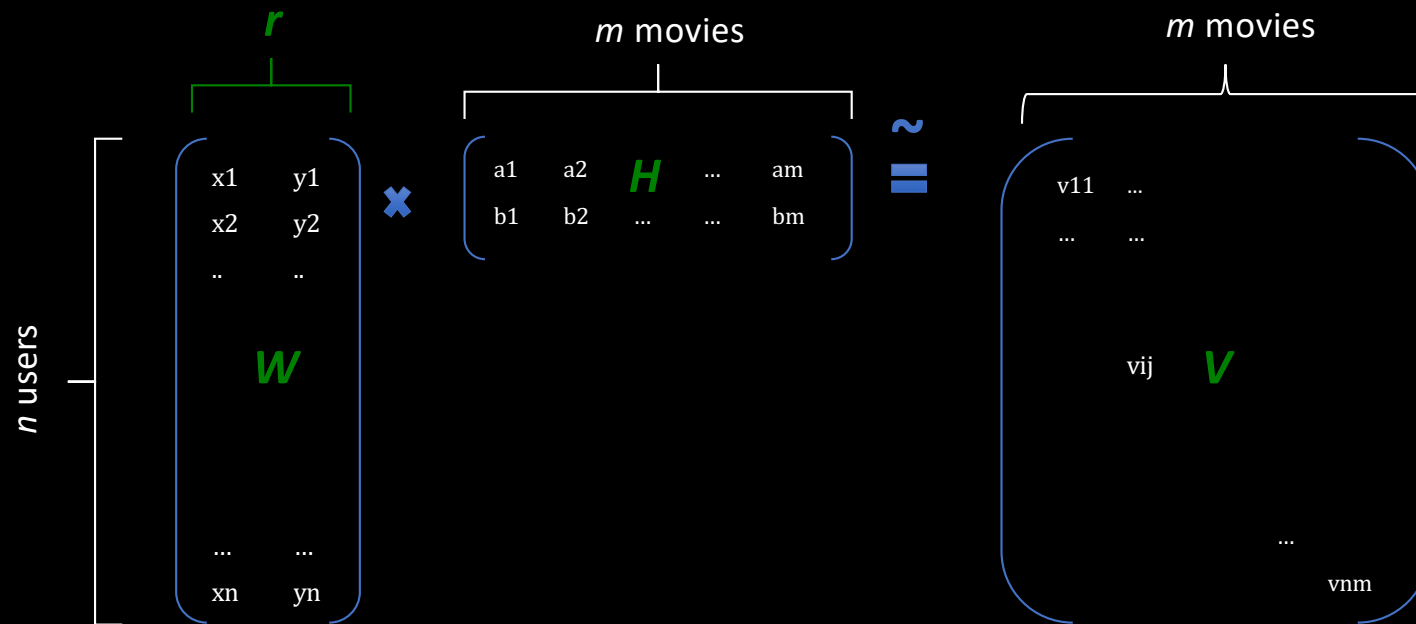 r
m movies
m movies
~
x1 y1
x2 y2
.. ..
W
... ...
xn yn
×
a1 a2 H ... am
b1 b2 ... ... bm
=
v11 ...
... ...
vij V
...
vnm
n users